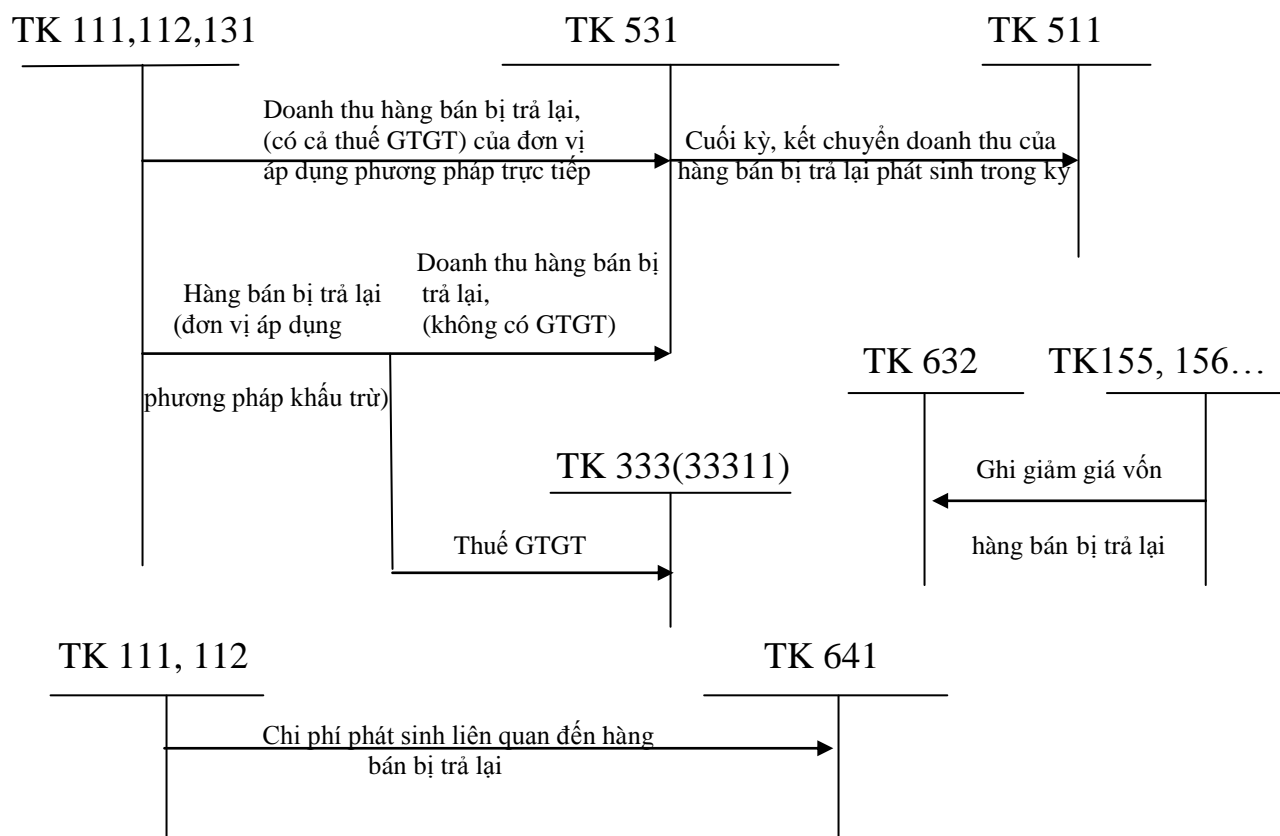 TK 111,112,131
TK 531
TK 511
Doanh thu hàng bán bị trả lại,
(có cả thuế GTGT) của đơn vị
áp dụng phương pháp trực tiếp
Cuối kỳ, kết chuyển doanh thu của
hàng bán bị trả lại phát sinh trong kỳ
Hàng bán bị trả lại
(đơn vị áp dụng
phương pháp khấu trừ)
Doanh thu hàng bán bị
trả lại,
(không có GTGT)
TK 632
TK155, 156…
Ghi giảm giá vốn
hàng bán bị trả lại
TK 333(33311)
Thuế GTGT
TK 111, 112
TK 641
Chi phí phát sinh liên quan đến hàng
bán bị trả lại